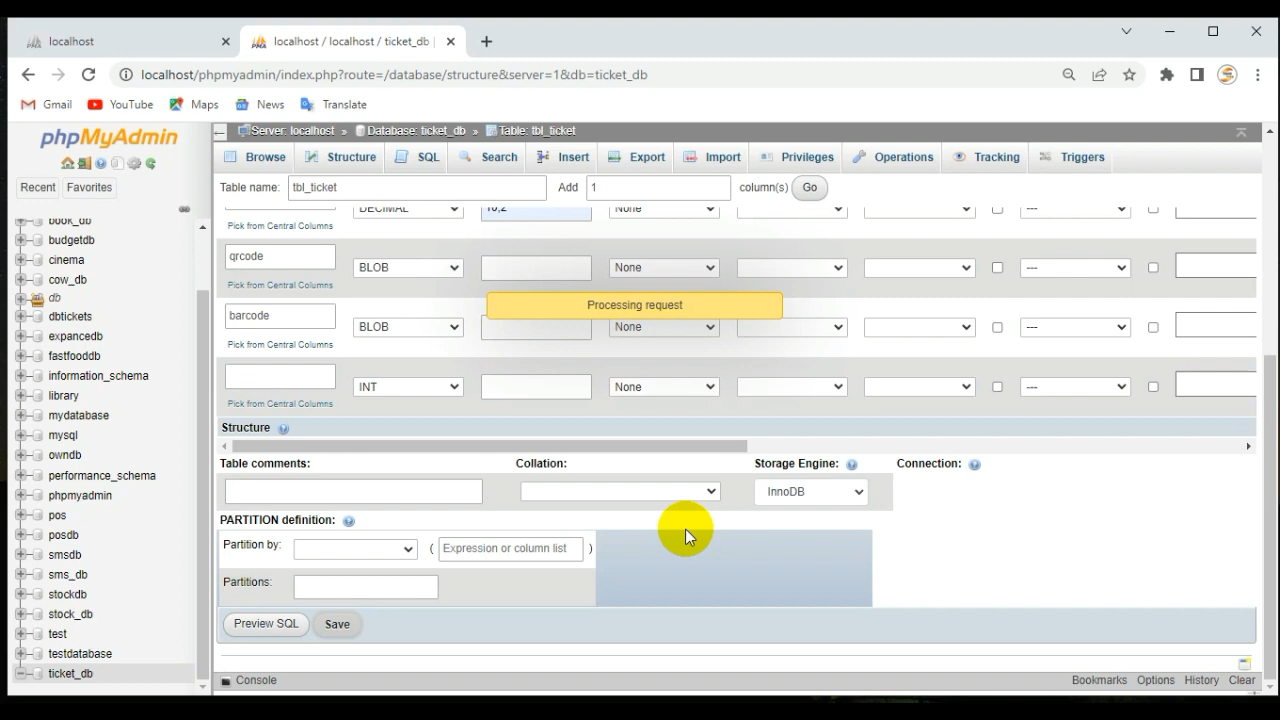 localhost
localhost / localhost / ticket_db |
localhost/phpmyadmin/index.php?route=/database/structure&server=1&db=ticket_db
Gmail
YouTube
Maps
News
Translate
phpMyAdmin
Recent
Favorites
book_db
budgetdb
cinema
cow_db
db
dbtickets
expancedb
fastfooddb
information_schema
library
mydatabase
mysql
owndb
performance_schema
phpmyadmin
pos
posdb
smsdb
sms_db
stockdb
stock_db
test
testdatabase
ticket_db
Server: localhost » Database: ticket_db » Table: tbl_ticket
Browse
Structure
SQL
Search
Insert
Export
Import
Privileges
Operations
Tracking
Triggers
Table name: tbl_ticket Add 1 column(s) Go
DECIMAL 10,2 None ---
Pick from Central Columns
qrcode BLOB None ---
Pick from Central Columns
Processing request
barcode BLOB None ---
Pick from Central Columns
INT None ---
Pick from Central Columns
Structure
Table comments: Collation: Storage Engine: Connection:
InnoDB
PARTITION definition:
Partition by: ( Expression or column list )
Partitions:
Preview SQL Save
Console
Bookmarks Options History Clear